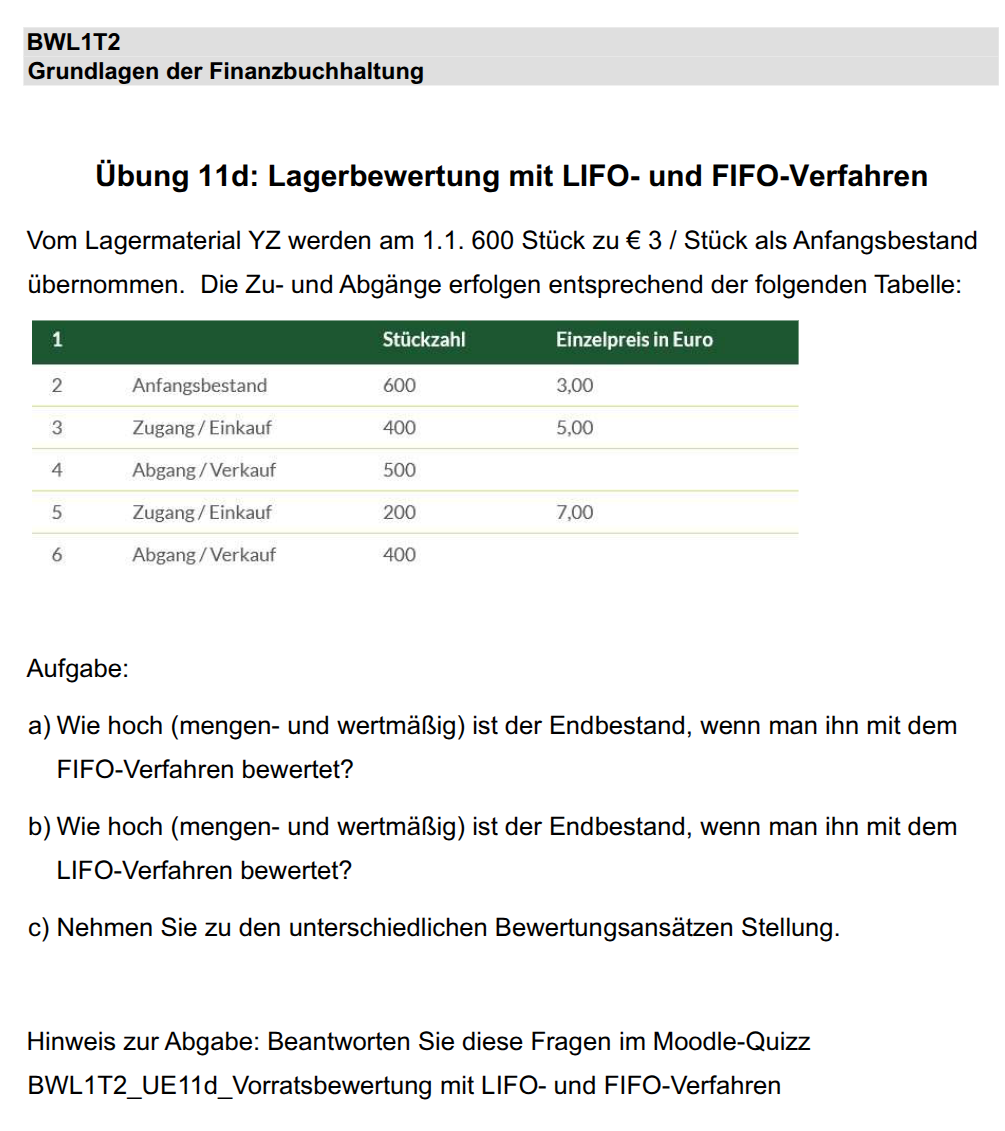 BWL1T2
Grundlagen der Finanzbuchhaltung
Übung 11d: Lagerbewertung mit LIFO- und FIFO-Verfahren
Vom Lagermaterial YZ werden am 1.1. 600 Stück zu € 3 / Stück als Anfangsbestand
übernommen.  Die Zu- und Abgänge erfolgen entsprechend der folgenden Tabelle:
1 Stückzahl Einzelpreis in Euro
2 Anfangsbestand 600 3,00
3 Zugang / Einkauf 400 5,00
4 Abgang / Verkauf 500
5 Zugang / Einkauf 200 7,00
6 Abgang / Verkauf 400
Aufgabe:
a) Wie hoch (mengen- und wertmäßig) ist der Endbestand, wenn man ihn mit dem
FIFO-Verfahren bewertet?
b) Wie hoch (mengen- und wertmäßig) ist der Endbestand, wenn man ihn mit dem
LIFO-Verfahren bewertet?
c) Nehmen Sie zu den unterschiedlichen Bewertungsansätzen Stellung.
Hinweis zur Abgabe: Beantworten Sie diese Fragen im Moodle-Quizz
BWL1T2_UE11d_Vorratsbewertung mit LIFO- und FIFO-Verfahren